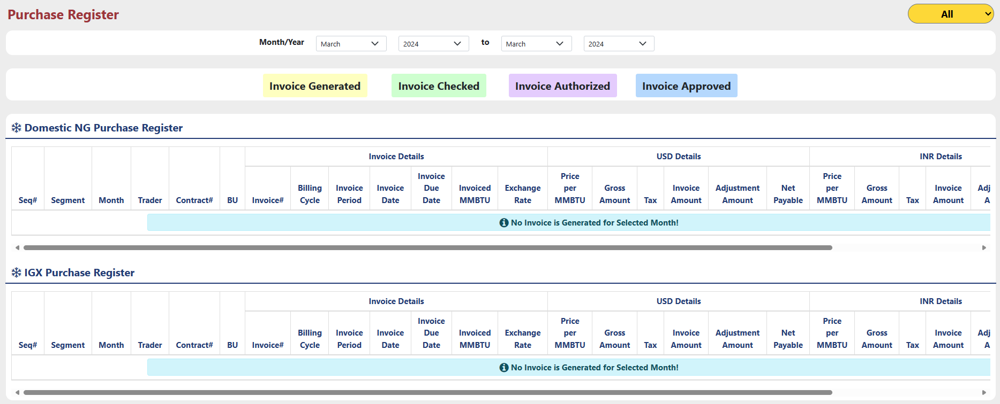 Purchase Register
All
Month/Year March 2024 to March 2024
Invoice Generated Invoice Checked Invoice Authorized Invoice Approved
Domestic NG Purchase Register
Invoice Details USD Details INR Details
Seq# Segment Month Trader Contract# BU Invoice# Billing Cycle Invoice Period Invoice Date Invoice Due Date Invoiced MMBTU Exchange Rate Price per MMBTU Gross Amount Tax Invoice Amount Adjustment Amount Net Payable Price per MMBTU Gross Amount Tax Invoice Amount Adj A
No Invoice is Generated for Selected Month!
IGX Purchase Register
Invoice Details USD Details INR Details
Seq# Segment Month Trader Contract# BU Invoice# Billing Cycle Invoice Period Invoice Date Invoice Due Date Invoiced MMBTU Exchange Rate Price per MMBTU Gross Amount Tax Invoice Amount Adjustment Amount Net Payable Price per MMBTU Gross Amount Tax Invoice Amount Adj A
No Invoice is Generated for Selected Month!